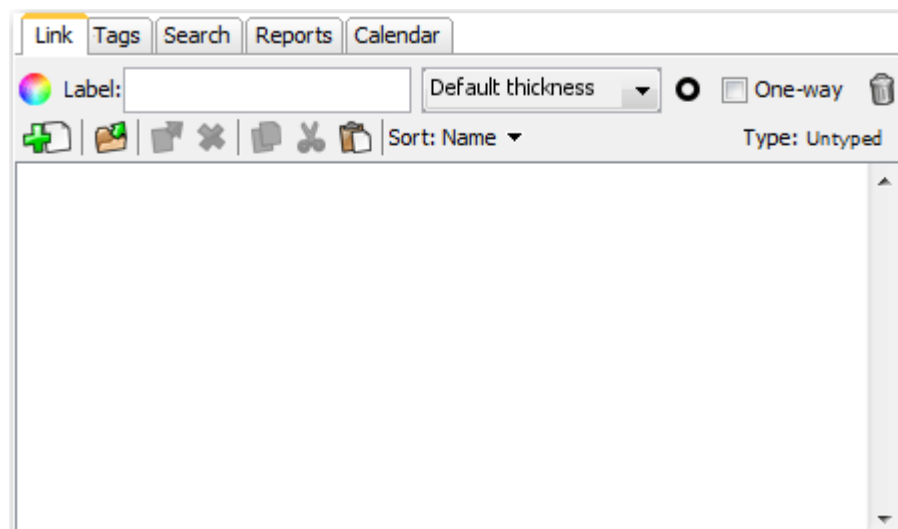 Link Tags Search Reports Calendar
Label: Default thickness One-way
Sort: Name Type: Untyped